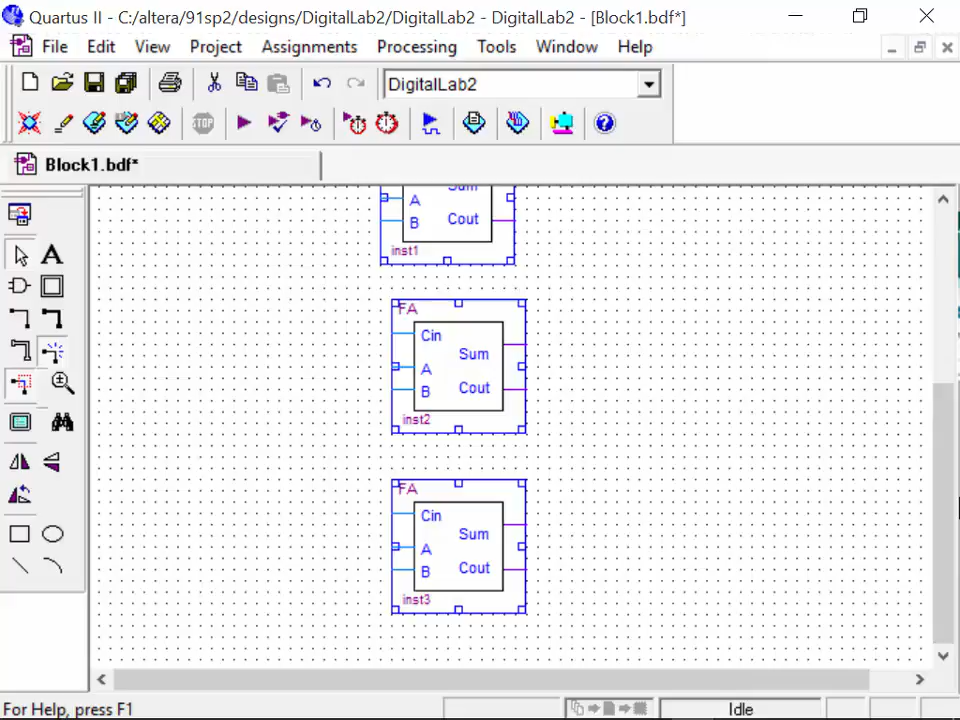 Quartus II - C:/altera/91sp2/designs/DigitalLab2/DigitalLab2 - DigitalLab2 - [Block1.bdf*]
File Edit View Project Assignments Processing Tools Window Help
DigitalLab2
STOP
Block1.bdf*
Sum
A
Cout
B
inst1
FA
Cin
Sum
A
Cout
B
inst2
FA
Cin
Sum
A
Cout
B
inst3
For Help, press F1
Idle